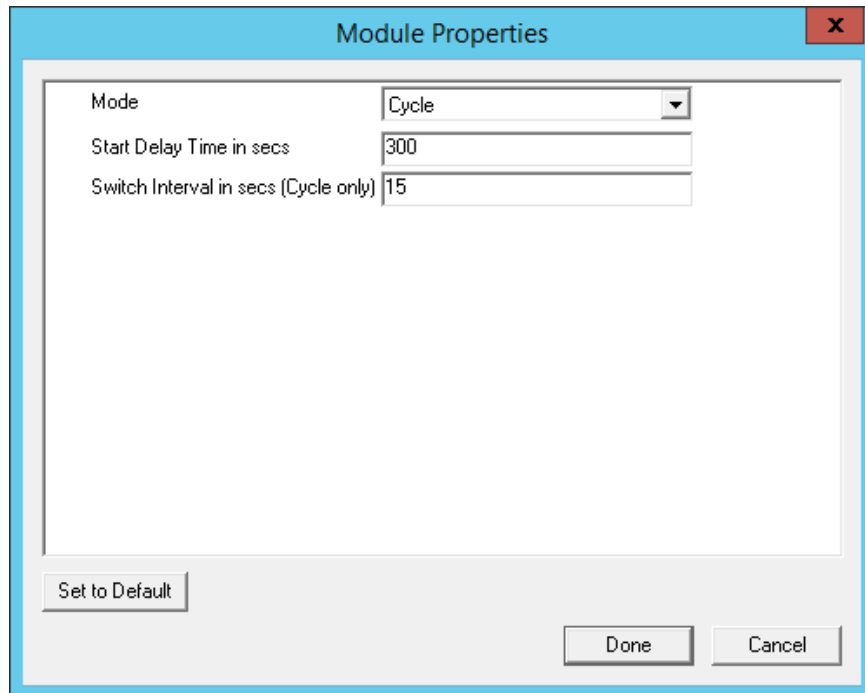 Module Properties
x
Mode Cycle
Start Delay Time in secs 300
Switch Interval in secs (Cycle only) 15
Set to Default
Done Cancel